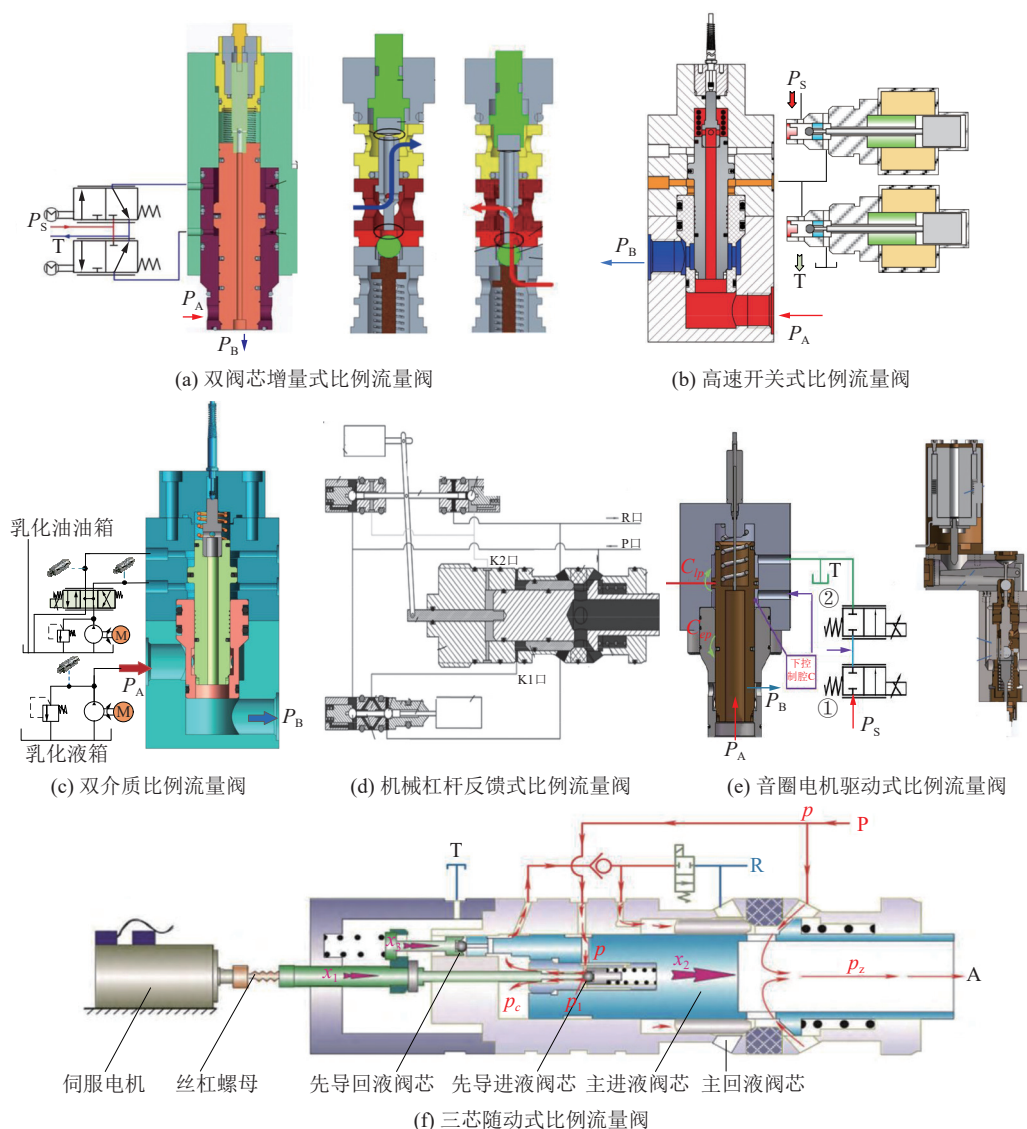 P_S
T
P_A
P_B
(a) 双阀芯增量式比例流量阀
P_S
P_B
T
P_A
(b) 高速开关式比例流量阀
乳化油油箱
M
P_A
M
P_B
乳化液箱
(c) 双介质比例流量阀
R口
P口
K2口
K1口
(d) 机械杠杆反馈式比例流量阀
C_lp
T
②
C_ep
下控
制腔C
P_B
①
P_S
P_A
(e) 音圈电机驱动式比例流量阀
p
P
T
R
x_3
p
x_1
x_2
p_z
A
p_c
p_1
伺服电机
丝杠螺母
先导回液阀芯
先导进液阀芯
主进液阀芯
主回液阀芯
(f) 三芯随动式比例流量阀